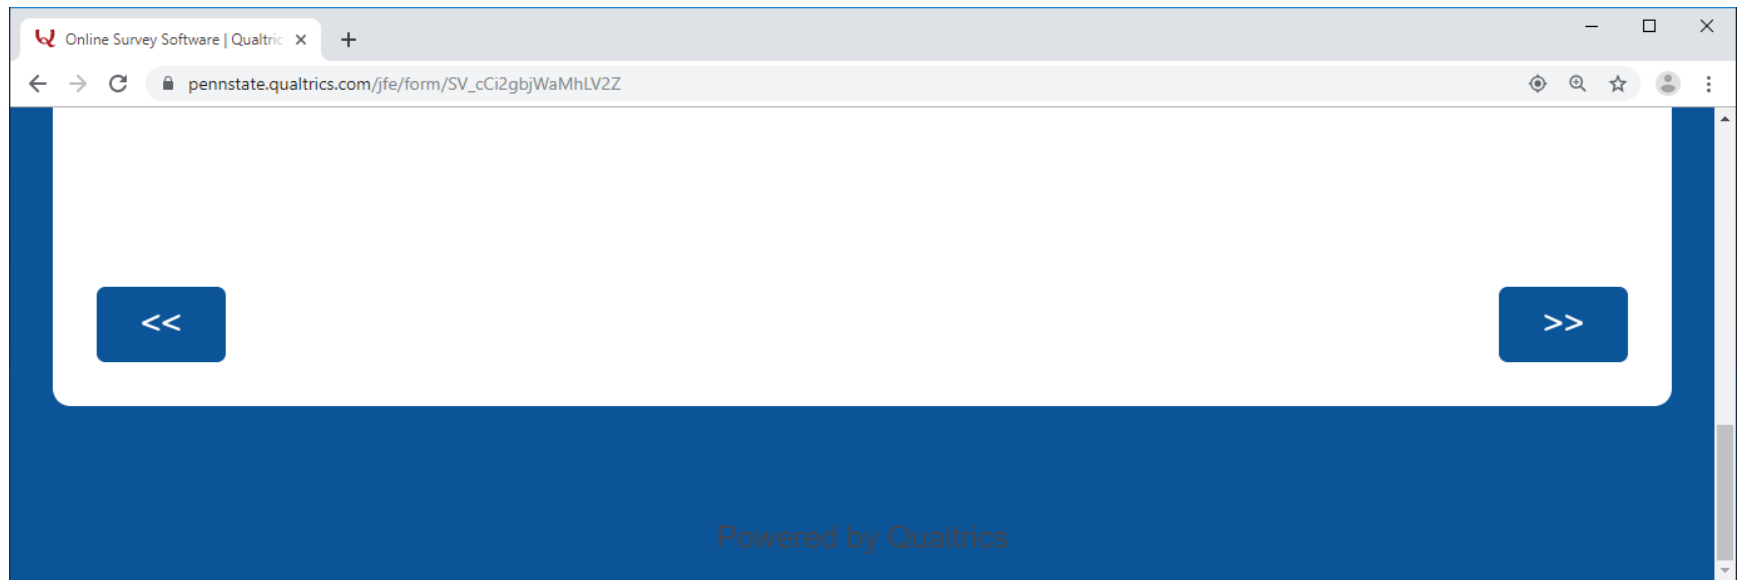 Online Survey Software | Qualtric
pennstate.qualtrics.com/jfe/form/SV_cCi2gbjWaMhLV2Z
<< >>
Powered by Qualtrics